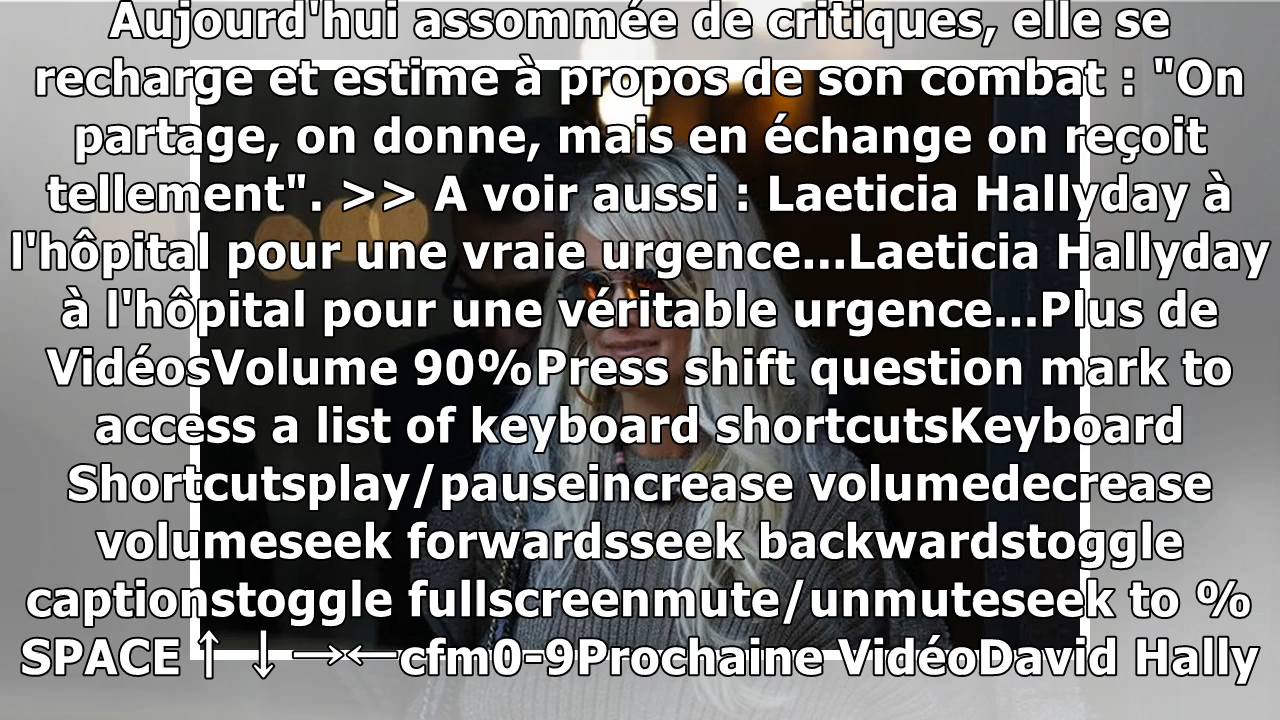 Aujourd'hui assommée de critiques, elle se
recharge et estime à propos de son combat : "On
partage, on donne, mais en échange on reçoit
tellement". >> A voir aussi : Laeticia Hallyday à
l'hôpital pour une vraie urgence...Laeticia Hallyday
à l'hôpital pour une véritable urgence...Plus de
VidéosVolume 90%Press shift question mark to
access a list of keyboard shortcutsKeyboard
Shortcutsplay/pauseincrease volumedecrease
volumeseek forwardsseek backwardstoggle
captionstoggle fullscreenmute/unmuteseek to %
SPACE ↑ ↓ →←cfm0-9Prochaine VidéoDavid Hally